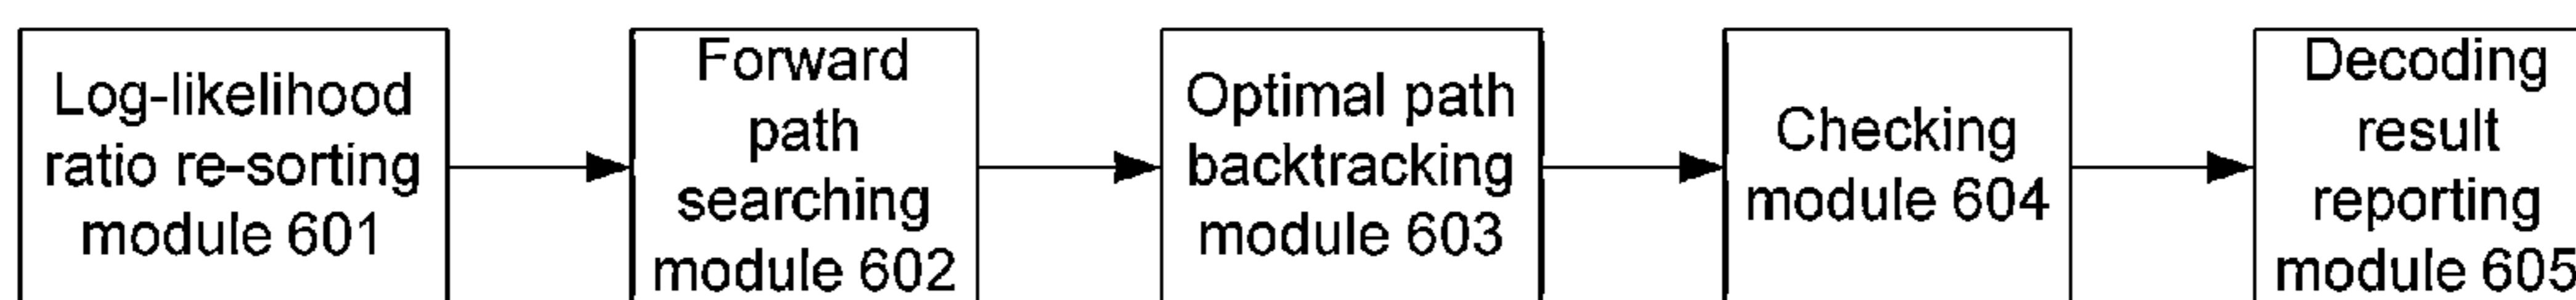 Log-likelihood
ratio re-sorting
module 601
Forward
path
searching
module 602
Optimal path
backtracking
module 603
Checking
module 604
Decoding
result
reporting
module 605